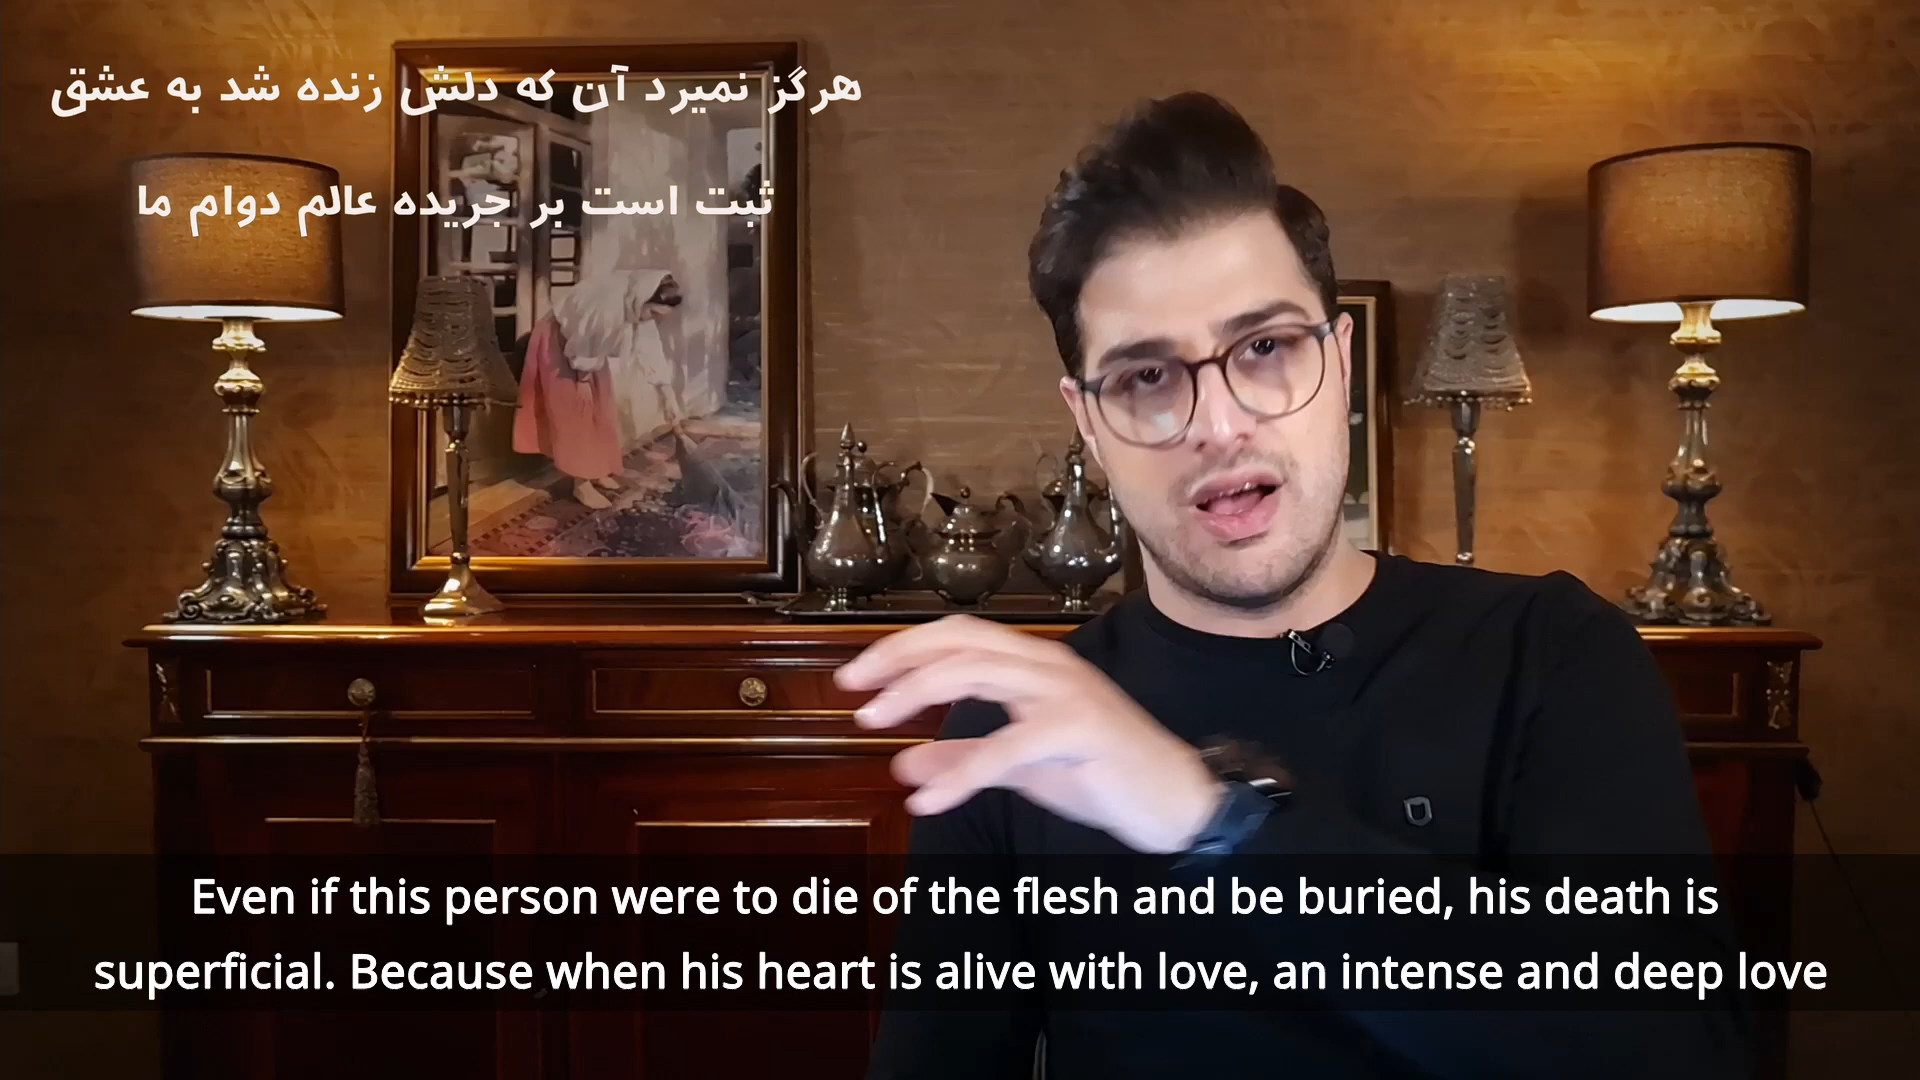 هرگز نمیرد آن که دلش زنده شد به عشق
ثبت است بر جریده عالم دوام ما
Even if this person were to die of the flesh and be buried, his death is
superficial. Because when his heart is alive with love, an intense and deep love